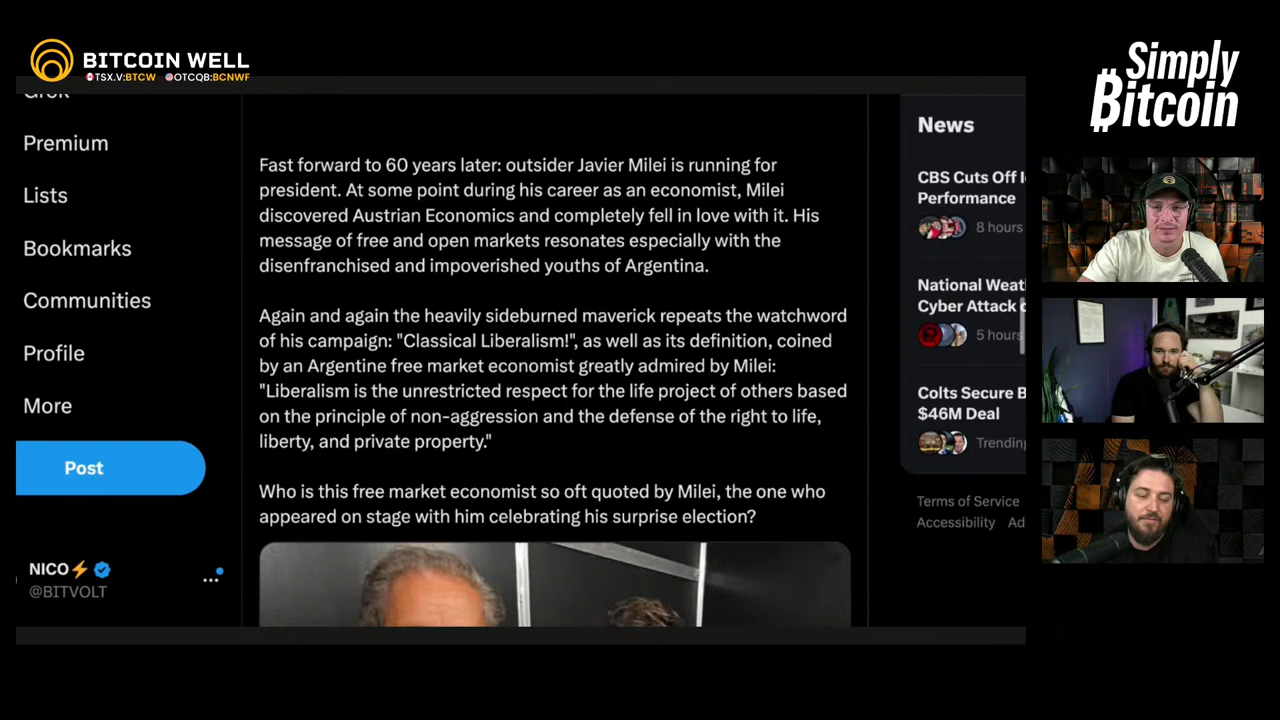 BITCOIN WELL
TSX.V:BTCW OTCQB:BCNWF
Simply
Bitcoin
Grok
Premium
Lists
Bookmarks
Communities
Profile
More
Post
NICO⚡
@BITVOLT
Fast forward to 60 years later: outsider Javier Milei is running for
president. At some point during his career as an economist, Milei
discovered Austrian Economics and completely fell in love with it. His
message of free and open markets resonates especially with the
disenfranchised and impoverished youths of Argentina.
Again and again the heavily sideburned maverick repeats the watchword
of his campaign: "Classical Liberalism!", as well as its definition, coined
by an Argentine free market economist greatly admired by Milei:
"Liberalism is the unrestricted respect for the life project of others based
on the principle of non-aggression and the defense of the right to life,
liberty, and private property."
Who is this free market economist so oft quoted by Milei, the one who
appeared on stage with him celebrating his surprise election?
News
CBS Cuts Off
Performance
8 hours
National
Cyber Attack
5 hours
Colts Secure
$46M Deal
Trending
Terms of Service
Accessibility